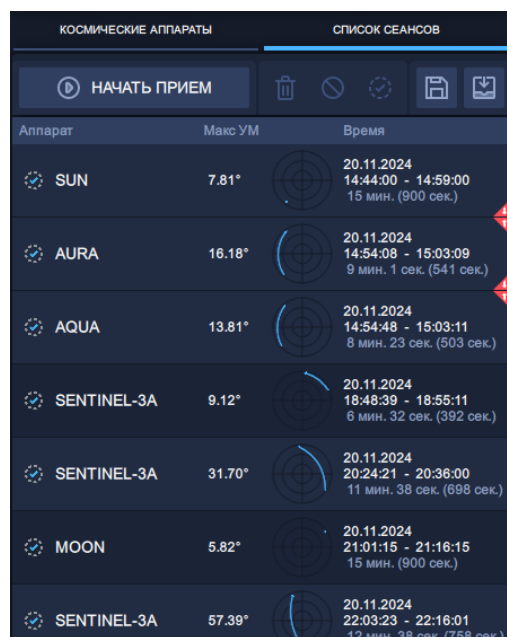 КОСМИЧЕСКИЕ АППАРАТЫ
СПИСОК СЕАНСОВ
НАЧАТЬ ПРИЕМ
Аппарат Макс УМ Время
SUN 7.81° 20.11.2024
14:44:00 - 14:59:00
15 мин. (900 сек.)
AURA 16.18° 20.11.2024
14:54:08 - 15:03:09
9 мин. 1 сек. (541 сек.)
AQUA 13.81° 20.11.2024
14:54:48 - 15:03:11
8 мин. 23 сек. (503 сек.)
SENTINEL-3A 9.12° 20.11.2024
18:48:39 - 18:55:11
6 мин. 32 сек. (392 сек.)
SENTINEL-3A 31.70° 20.11.2024
20:24:21 - 20:36:00
11 мин. 38 сек. (698 сек.)
MOON 5.82° 20.11.2024
21:01:15 - 21:16:15
15 мин. (900 сек.)
SENTINEL-3A 57.39° 20.11.2024
22:03:23 - 22:16:01
12 мин. 38 сек. (758 сек.)